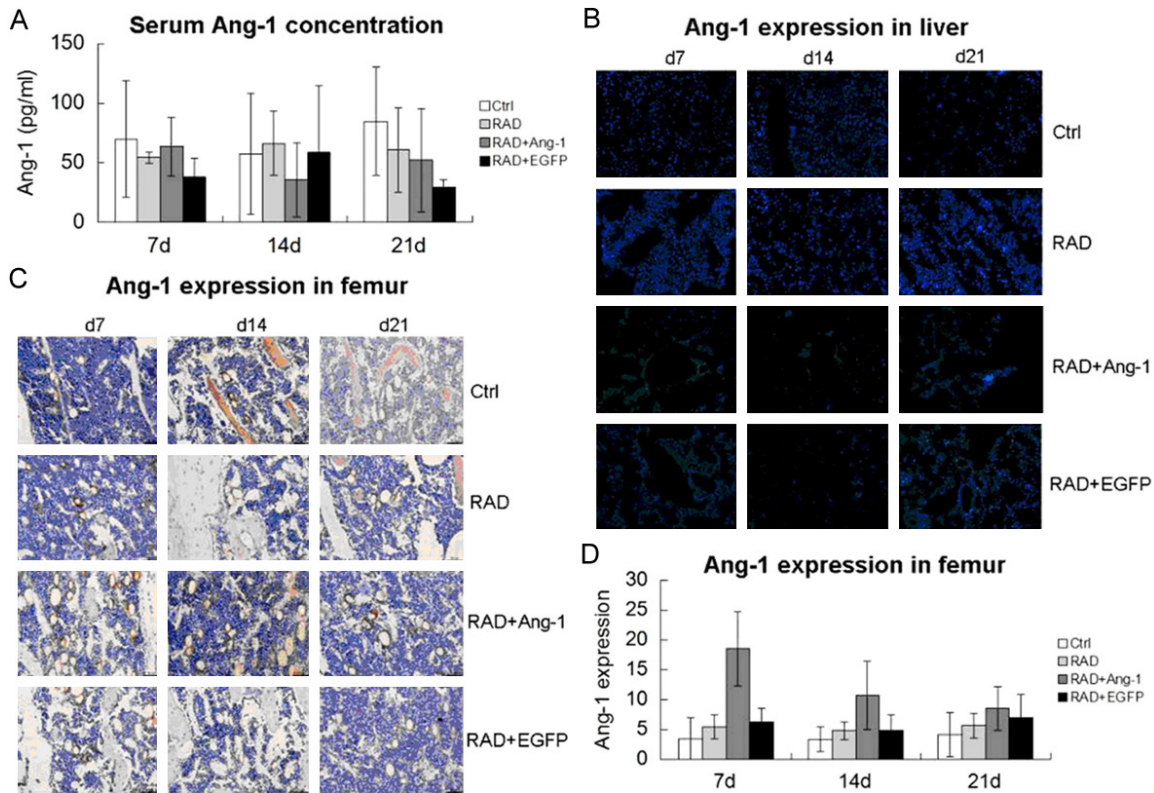 A
Serum Ang-1 concentration
150
100
50
0
Ang-1 (pg/ml)
7d
14d
21d
Ctrl
RAD
RAD+Ang-1
RAD+EGFP
B
Ang-1 expression in liver
d7
d14
d21
Ctrl
RAD
RAD+Ang-1
RAD+EGFP
C
Ang-1 expression in femur
d7
d14
d21
Ctrl
RAD
RAD+Ang-1
RAD+EGFP
D
Ang-1 expression in femur
30
25
20
15
10
5
0
Ang-1 expression
7d
14d
21d
Ctrl
RAD
RAD+Ang-1
RAD+EGFP